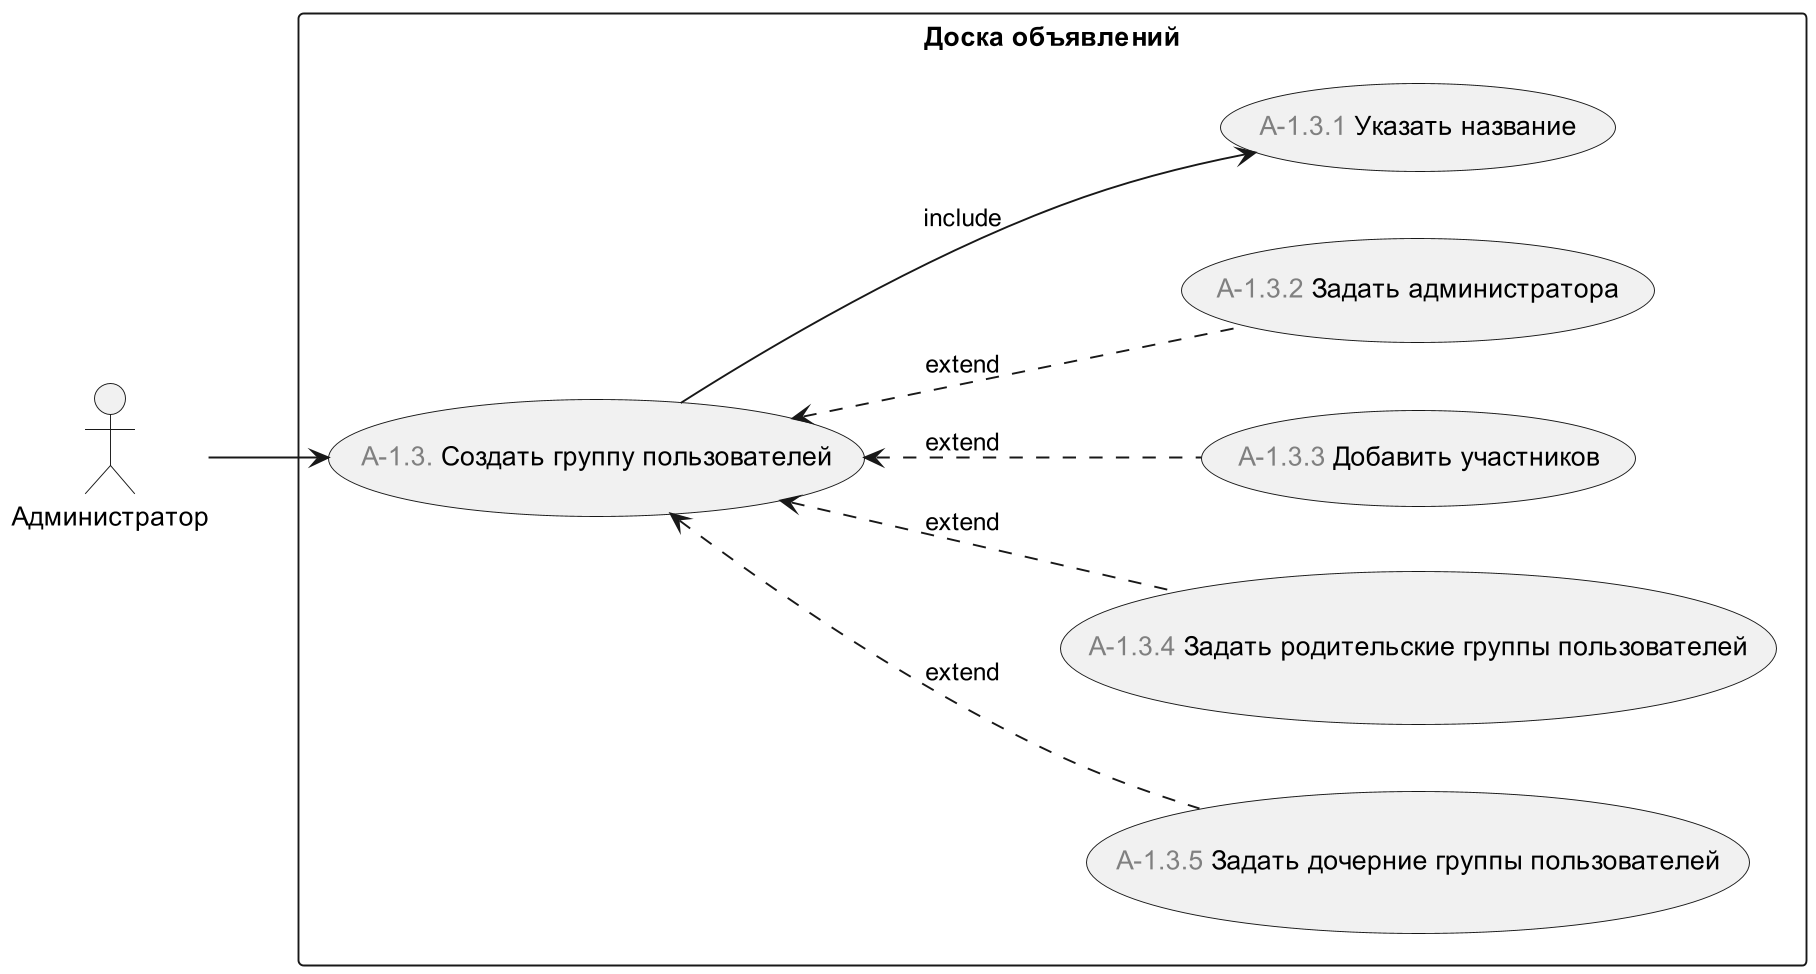 Доска объявлений
А-1.3.1 Указать название
include
А-1.3.2 Задать администратора
extend
А-1.3. Создать группу пользователей
extend
А-1.3.3 Добавить участников
Администратор
extend
А-1.3.4 Задать родительские группы пользователей
extend
А-1.3.5 Задать дочерние группы пользователей